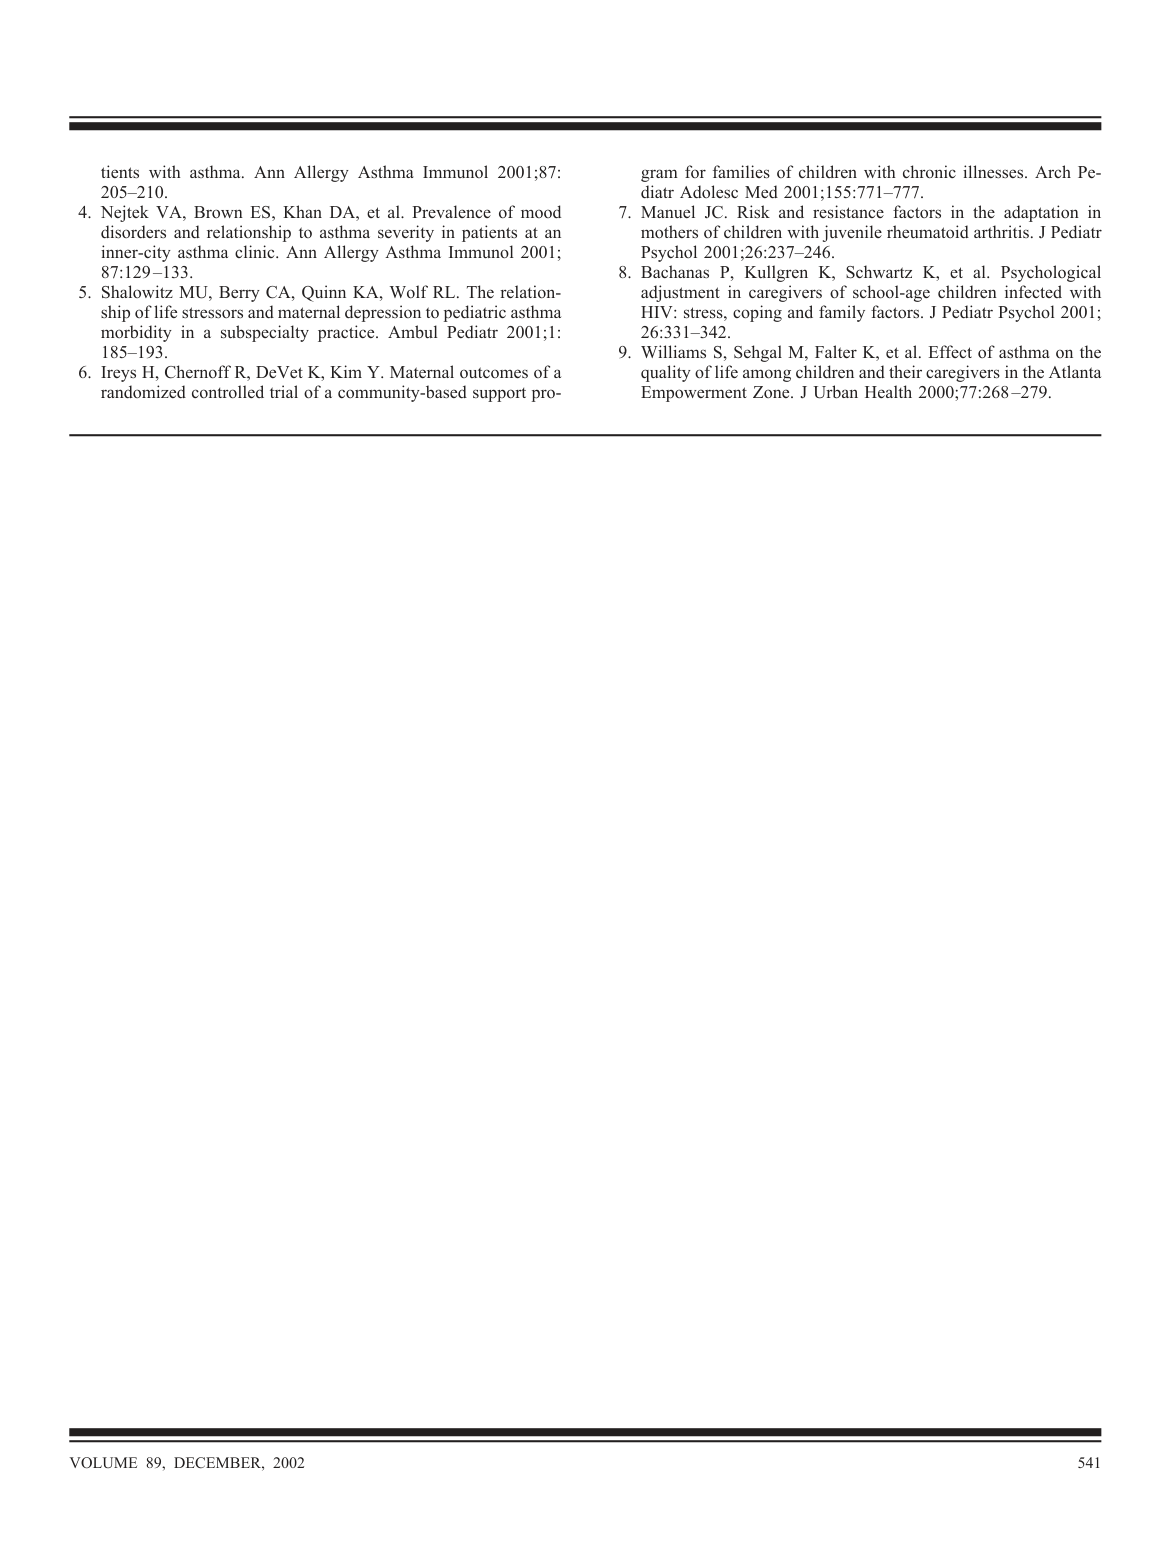 tients with asthma. Ann Allergy Asthma Immunol 2001;87:
205–210.
4. Nejtek VA, Brown ES, Khan DA, et al. Prevalence of mood
disorders and relationship to asthma severity in patients at an
inner-city asthma clinic. Ann Allergy Asthma Immunol 2001;
87:129–133.
5. Shalowitz MU, Berry CA, Quinn KA, Wolf RL. The relation-
ship of life stressors and maternal depression to pediatric asthma
morbidity in a subspecialty practice. Ambul Pediatr 2001;1:
185–193.
6. Ireys H, Chernoff R, DeVet K, Kim Y. Maternal outcomes of a
randomized controlled trial of a community-based support pro-
gram for families of children with chronic illnesses. Arch Pe-
diatr Adolesc Med 2001;155:771–777.
7. Manuel JC. Risk and resistance factors in the adaptation in
mothers of children with juvenile rheumatoid arthritis. J Pediatr
Psychol 2001;26:237–246.
8. Bachanas P, Kullgren K, Schwartz K, et al. Psychological
adjustment in caregivers of school-age children infected with
HIV: stress, coping and family factors. J Pediatr Psychol 2001;
26:331–342.
9. Williams S, Sehgal M, Falter K, et al. Effect of asthma on the
quality of life among children and their caregivers in the Atlanta
Empowerment Zone. J Urban Health 2000;77:268–279.
VOLUME 89, DECEMBER, 2002
541